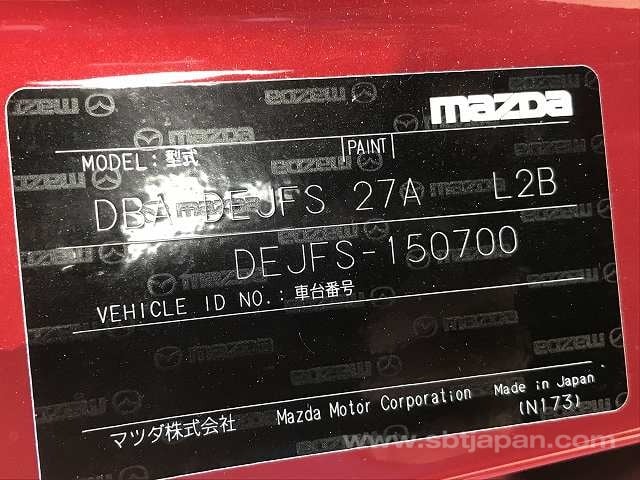 mazda
MODEL: 型式 PAINT
DBA-DEJFS 27A L2B
DEJFS-150700
VEHICLE ID NO.: 車台番号
マツダ株式会社 Mazda Motor Corporation Made in Japan
(N173)
www.sbtjapan.com